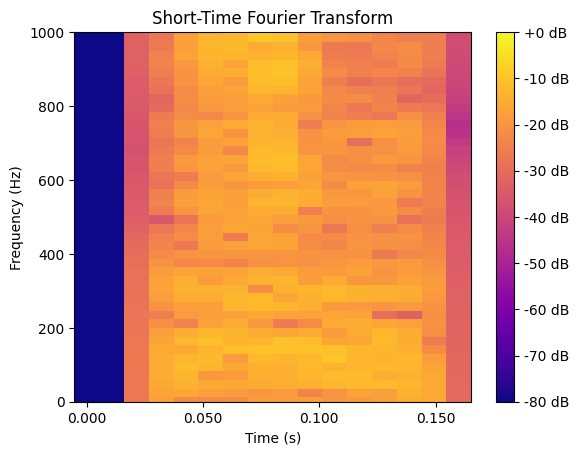 Short-Time Fourier Transform
Frequency (Hz)
1000
800
600
400
200
0
0.000
0.050
0.100
0.150
Time (s)
+0 dB
-10 dB
-20 dB
-30 dB
-40 dB
-50 dB
-60 dB
-70 dB
-80 dB